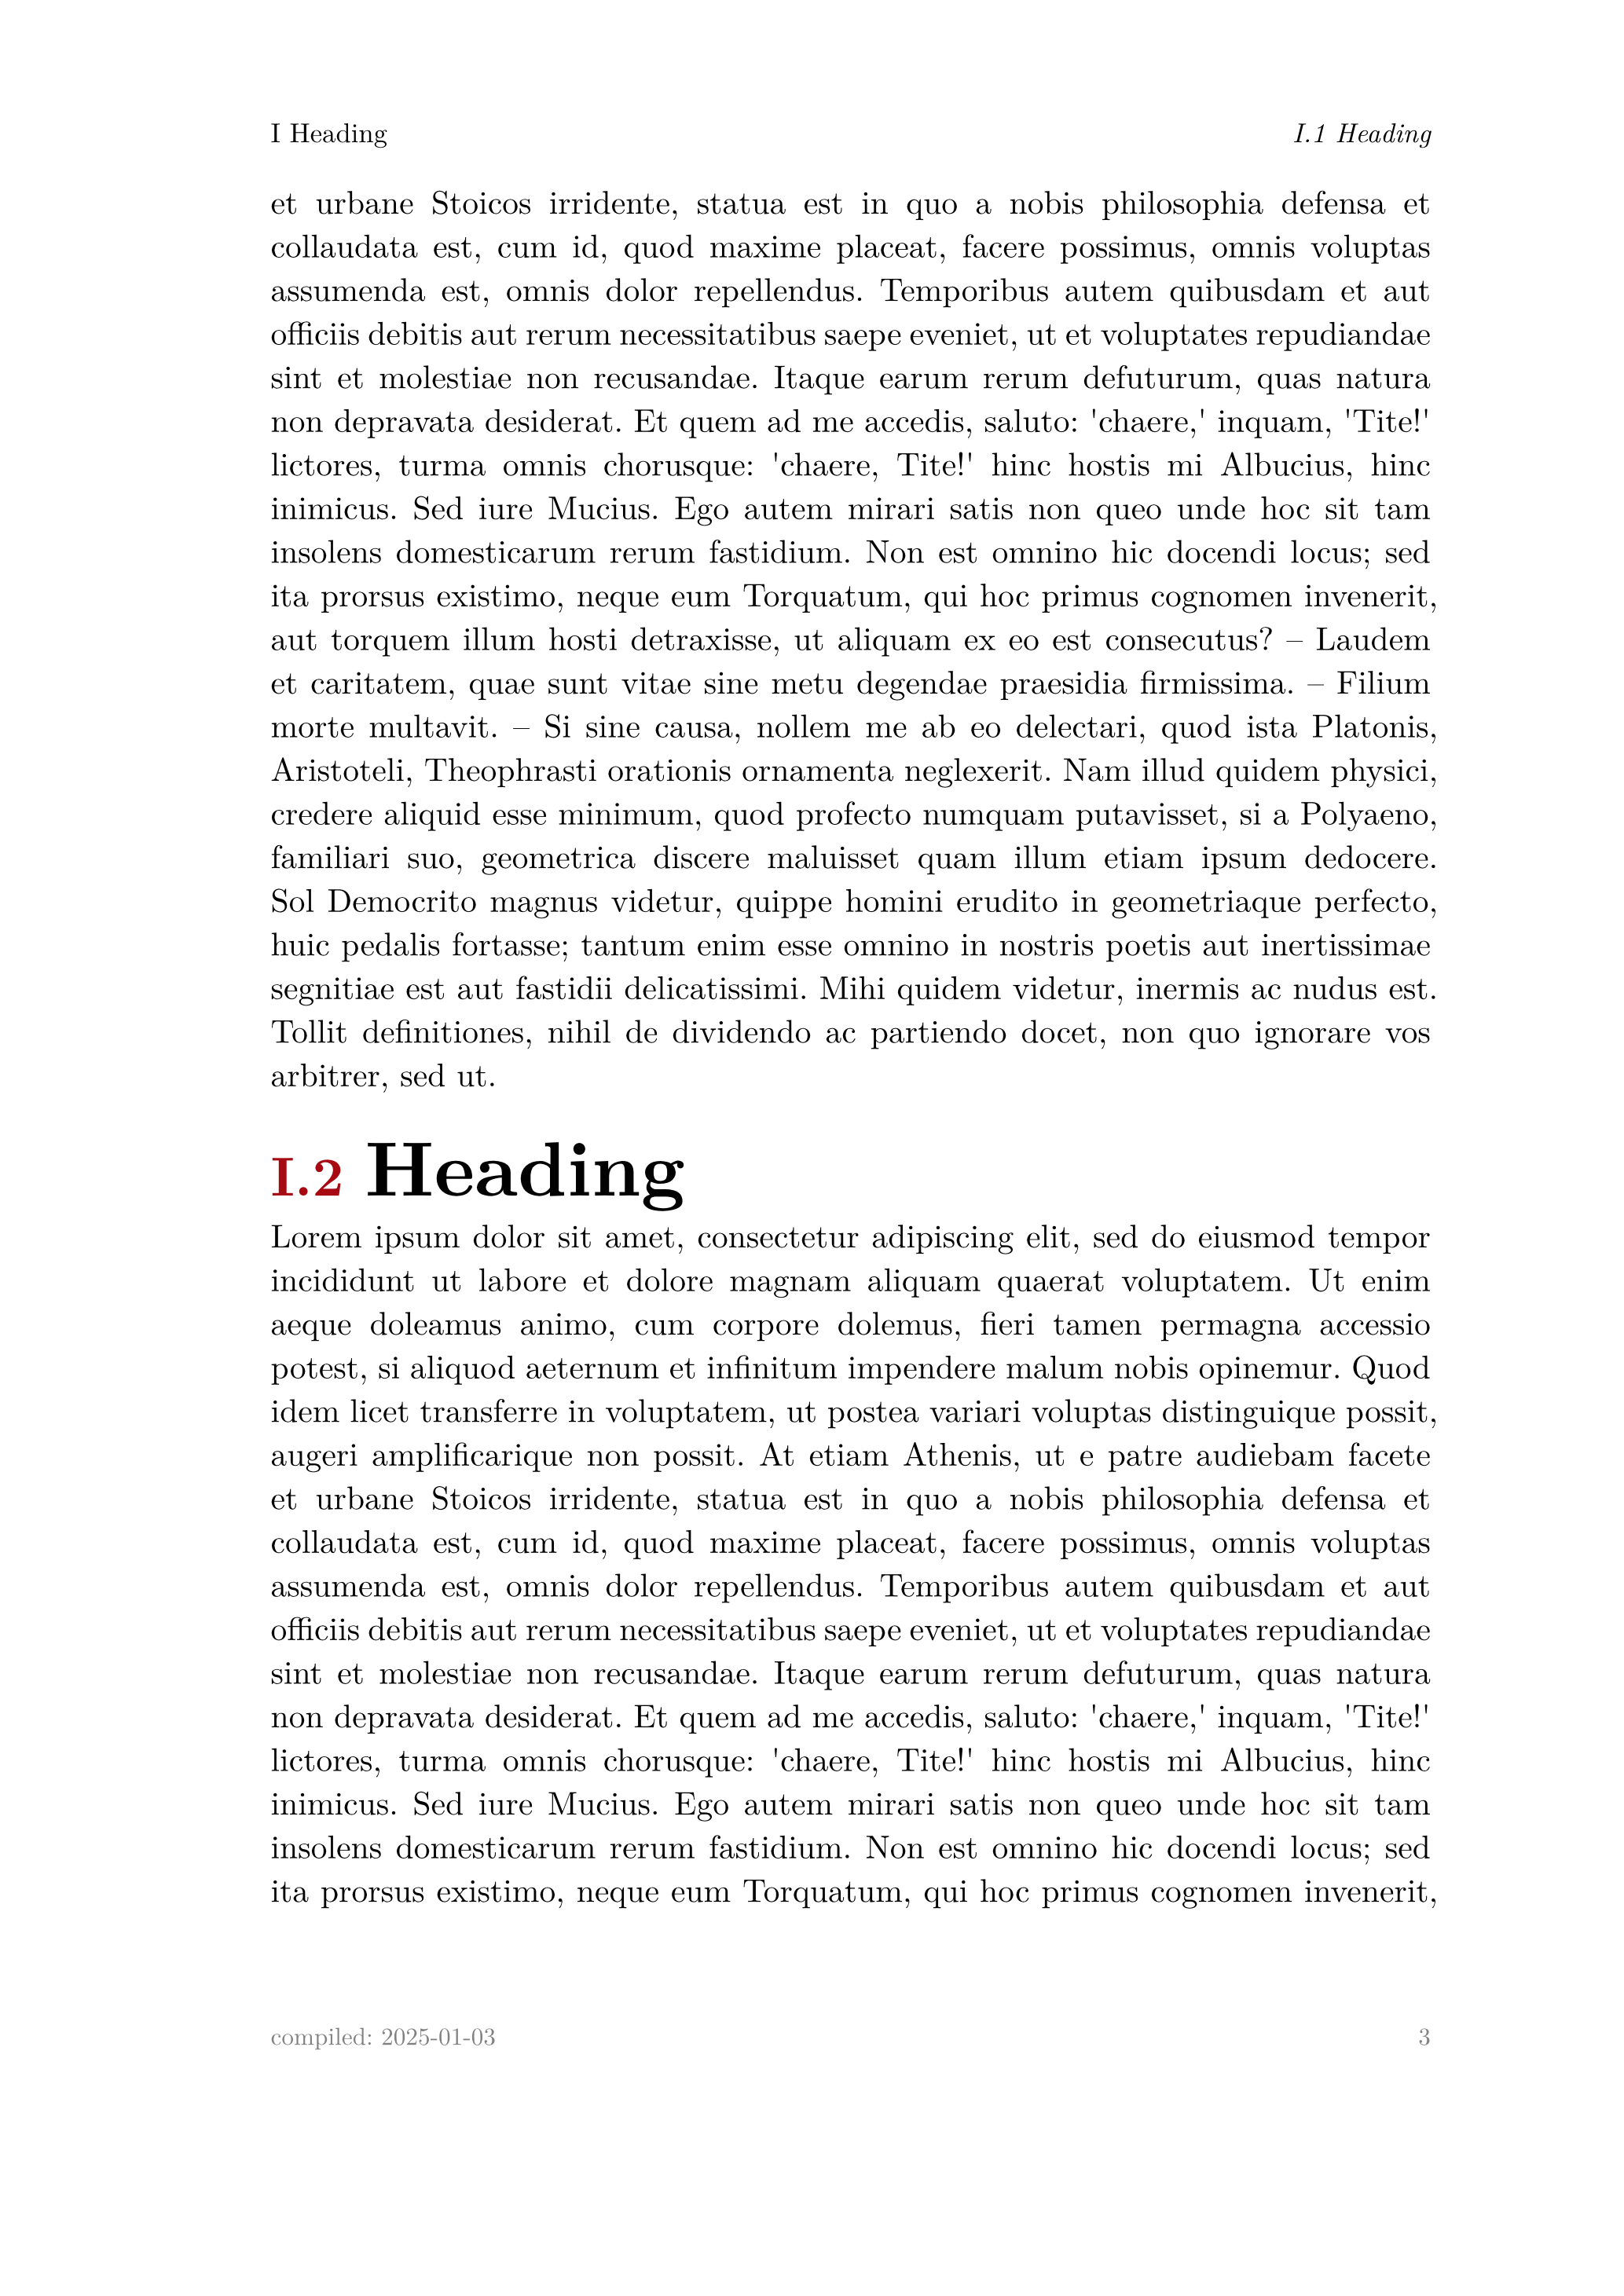 I Heading I.1 Heading
et urbane Stoicos irridente, statua est in quo a nobis philosophia defensa et
collaudata est, cum id, quod maxime placeat, facere possimus, omnis voluptas
assumenda est, omnis dolor repellendus. Temporibus autem quibusdam et aut
officiis debitis aut rerum necessitatibus saepe eveniet, ut et voluptates repudiandae
sint et molestiae non recusandae. Itaque earum rerum defuturum, quas natura
non depravata desiderat. Et quem ad me accedis, saluto: 'chaere,' inquam, 'Tite!'
lictores, turma omnis chorusque: 'chaere, Tite!' hinc hostis mi Albucius, hinc
inimicus. Sed iure Mucius. Ego autem mirari satis non queo unde hoc sit tam
insolens domesticarum rerum fastidium. Non est omnino hic docendi locus; sed
ita prorsus existimo, neque eum Torquatum, qui hoc primus cognomen invenerit,
aut torquem illum hosti detraxisse, ut aliquam ex eo est consecutus? – Laudem
et caritatem, quae sunt vitae sine metu degendae praesidia firmissima. – Filium
morte multavit. – Si sine causa, nollem me ab eo delectari, quod ista Platonis,
Aristoteli, Theophrasti orationis ornamenta neglexerit. Nam illud quidem physici,
credere aliquid esse minimum, quod profecto numquam putavisset, si a Polyaeno,
familiari suo, geometrica discere maluisset quam illum etiam ipsum dedocere.
Sol Democrito magnus videtur, quippe homini erudito in geometriaque perfecto,
huic pedalis fortasse; tantum enim esse omnino in nostris poetis aut inertissimae
segnitiae est aut fastidii delicatissimi. Mihi quidem videtur, inermis ac nudus est.
Tollit definitiones, nihil de dividendo ac partiendo docet, non quo ignorare vos
arbitrer, sed ut.
I.2 Heading
Lorem ipsum dolor sit amet, consectetur adipiscing elit, sed do eiusmod tempor
incididunt ut labore et dolore magnam aliquam quaerat voluptatem. Ut enim
aeque doleamus animo, cum corpore dolemus, fieri tamen permagna accessio
potest, si aliquod aeternum et infinitum impendere malum nobis opinemur. Quod
idem licet transferre in voluptatem, ut postea variari voluptas distinguique possit,
augeri amplificarique non possit. At etiam Athenis, ut e patre audiebam facete
et urbane Stoicos irridente, statua est in quo a nobis philosophia defensa et
collaudata est, cum id, quod maxime placeat, facere possimus, omnis voluptas
assumenda est, omnis dolor repellendus. Temporibus autem quibusdam et aut
officiis debitis aut rerum necessitatibus saepe eveniet, ut et voluptates repudiandae
sint et molestiae non recusandae. Itaque earum rerum defuturum, quas natura
non depravata desiderat. Et quem ad me accedis, saluto: 'chaere,' inquam, 'Tite!'
lictores, turma omnis chorusque: 'chaere, Tite!' hinc hostis mi Albucius, hinc
inimicus. Sed iure Mucius. Ego autem mirari satis non queo unde hoc sit tam
insolens domesticarum rerum fastidium. Non est omnino hic docendi locus; sed
ita prorsus existimo, neque eum Torquatum, qui hoc primus cognomen invenerit,
compiled: 2025-01-03 3